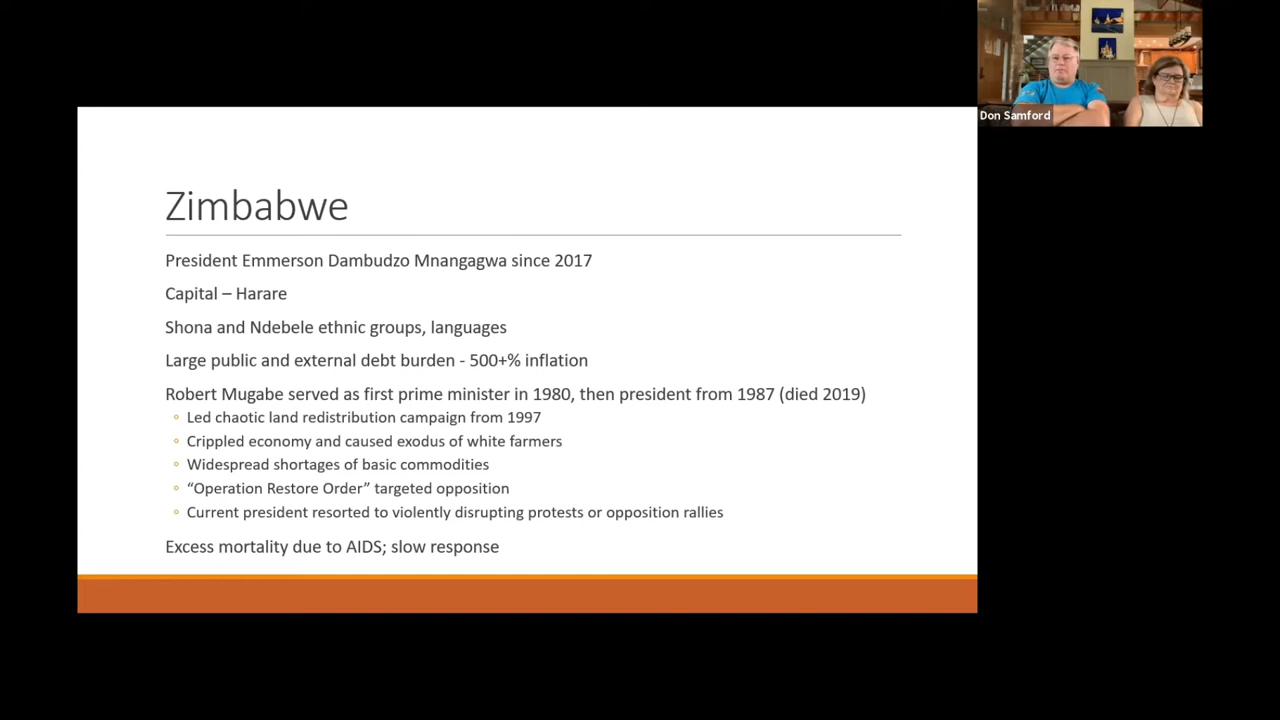 Don Samford
Zimbabwe
President Emmerson Dambudzo Mnangagwa since 2017
Capital – Harare
Shona and Ndebele ethnic groups, languages
Large public and external debt burden - 500+% inflation
Robert Mugabe served as first prime minister in 1980, then president from 1987 (died 2019)
◦ Led chaotic land redistribution campaign from 1997
◦ Crippled economy and caused exodus of white farmers
◦ Widespread shortages of basic commodities
◦ “Operation Restore Order” targeted opposition
◦ Current president resorted to violently disrupting protests or opposition rallies
Excess mortality due to AIDS; slow response